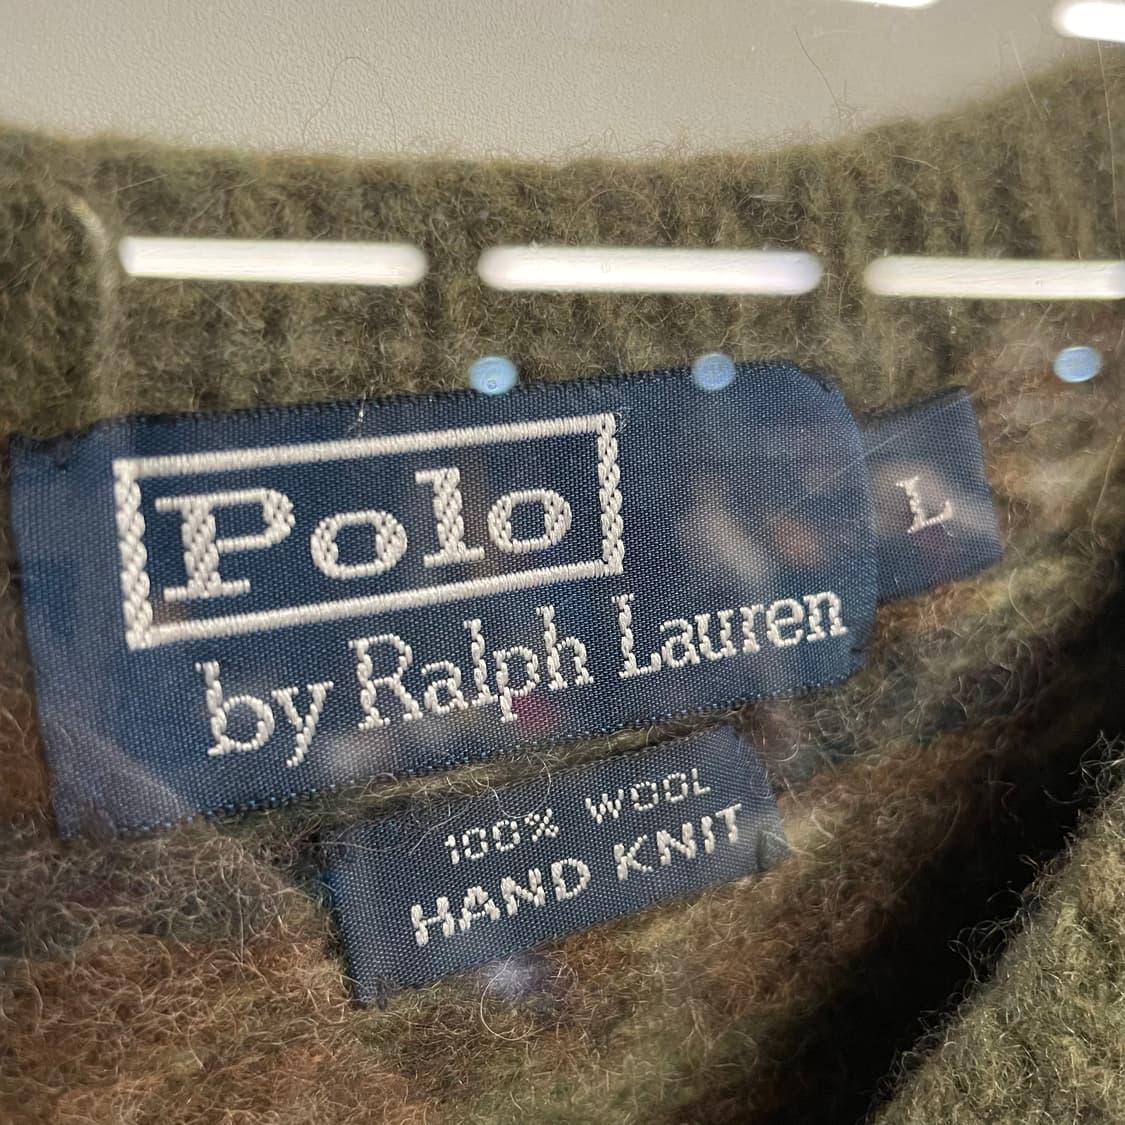 Polo
by Ralph Lauren
L
100% WOOL
HAND KNIT